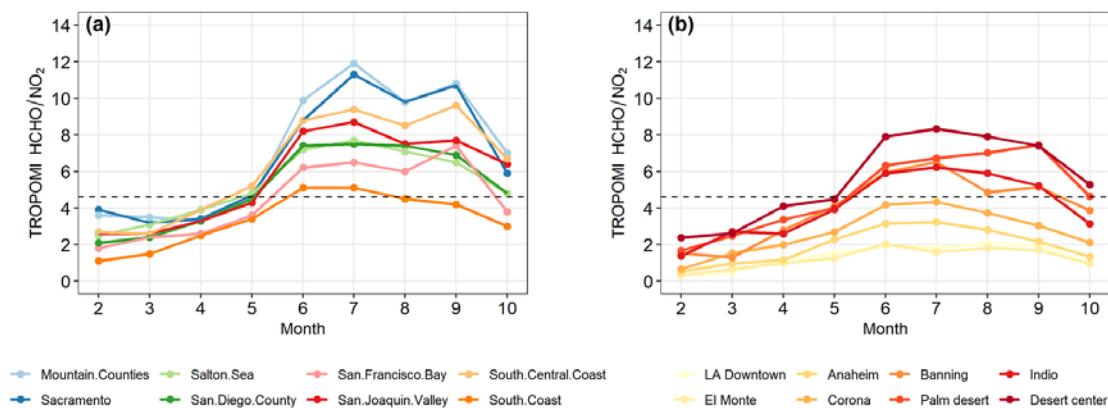 (a)
14
12
10
8
6
4
2
0
TROPOMI HCHO/NO₂
2 3 4 5 6 7 8 9 10
Month
Mountain.Counties Salton.Sea San.Francisco.Bay South.Central.Coast
Sacramento San.Diego.County San.Joaquin.Valley South.Coast
(b)
14
12
10
8
6
4
2
0
TROPOMI HCHO/NO₂
2 3 4 5 6 7 8 9 10
Month
LA Downtown Anaheim Banning Indio
El Monte Corona Palm desert Desert center